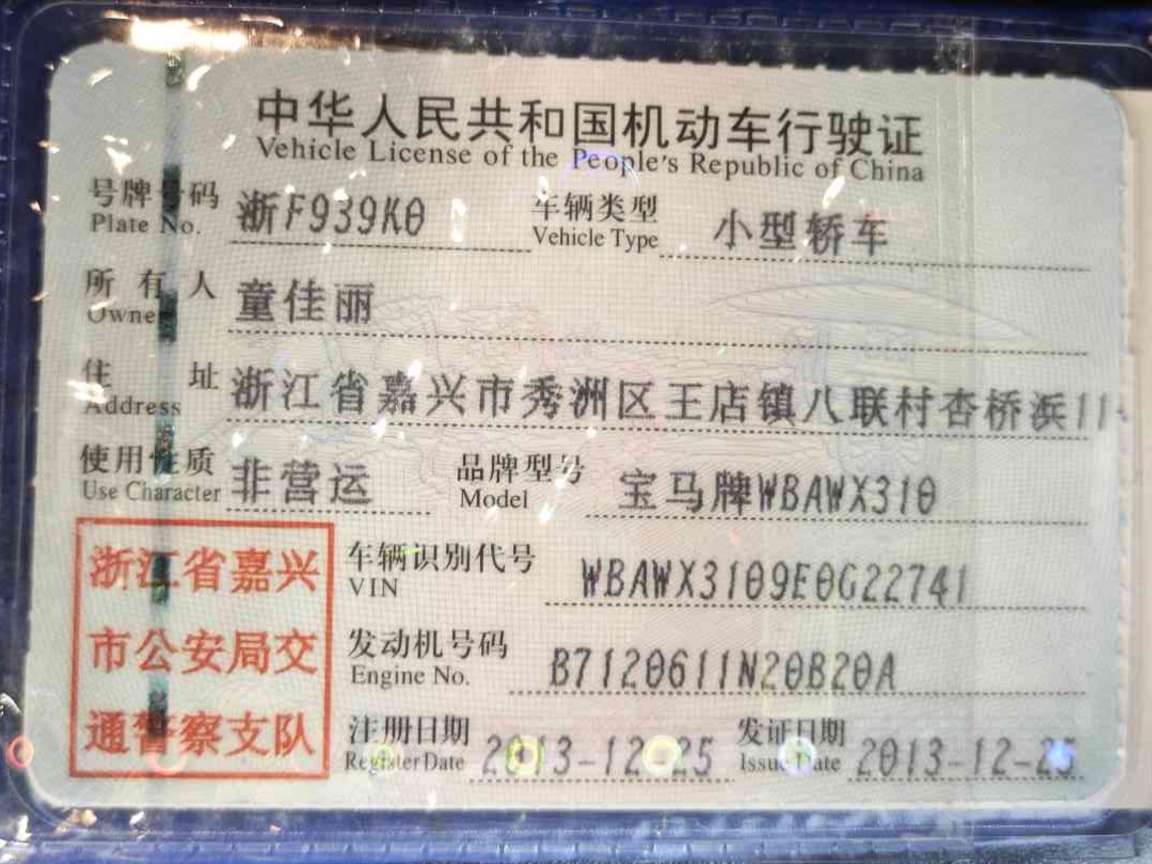 中华人民共和国机动车行驶证
Vehicle License of the People's Republic of China
号牌号码 浙F939K0 车辆类型 小型轿车
Plate No. Vehicle Type
所有人 童佳丽
Owner
住址 浙江省嘉兴市秀洲区王店镇八联村杏桥浜11
Address
使用性质 非营运 品牌型号 宝马牌WBAWX310
Use Character Model
浙江省嘉兴 车辆识别代号 WBAWX3109E0G22741
VIN
市公安局交 发动机号码 B7120611N20B20A
Engine No.
通警察支队 注册日期 2013-12-25 发证日期 2013-12-25
Register Date Issue Date